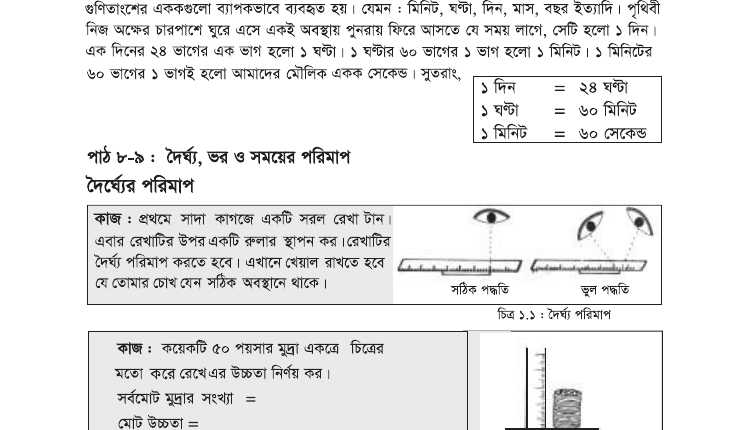 গুণিতাংশের এককগুলো ব্যাপকভাবে ব্যবহৃত হয়। যেমন : মিনিট, ঘণ্টা, দিন, মাস, বছর ইত্যাদি। পৃথিবী
নিজ অক্ষের চারপাশে ঘুরে এসে একই অবস্থায় পুনরায় ফিরে আসতে যে সময় লাগে, সেটি হলো ১ দিন।
এক দিনের ২৪ ভাগের এক ভাগ হলো ১ ঘণ্টা। ১ ঘণ্টার ৬০ ভাগের ১ ভাগ হলো ১ মিনিট। ১ মিনিটের
৬০ ভাগের ১ ভাগই হলো আমাদের মৌলিক একক সেকেন্ড। সুতরাং,
১ দিন = ২৪ ঘণ্টা
১ ঘণ্টা = ৬০ মিনিট
১ মিনিট = ৬০ সেকেন্ড
পাঠ ৮-৯ : দৈর্ঘ্য, ভর ও সময়ের পরিমাপ
দৈর্ঘ্যের পরিমাপ
কাজ : প্রথমে সাদা কাগজে একটি সরল রেখা টান।
এবার রেখাটির উপর একটি রুলার স্থাপন কর। রেখাটির
দৈর্ঘ্য পরিমাপ করতে হবে। এখানে খেয়াল রাখতে হবে
যে তোমার চোখ যেন সঠিক অবস্থানে থাকে।
সঠিক পদ্ধতি
ভুল পদ্ধতি
চিত্র ১.১ : দৈর্ঘ্য পরিমাপ
কাজ : কয়েকটি ৫০ পয়সার মুদ্রা একত্রে চিত্রের
মতো করে রেখে এর উচ্চতা নির্ণয় কর।
সর্বমোট মুদ্রার সংখ্যা =
মোট উচ্চতা =